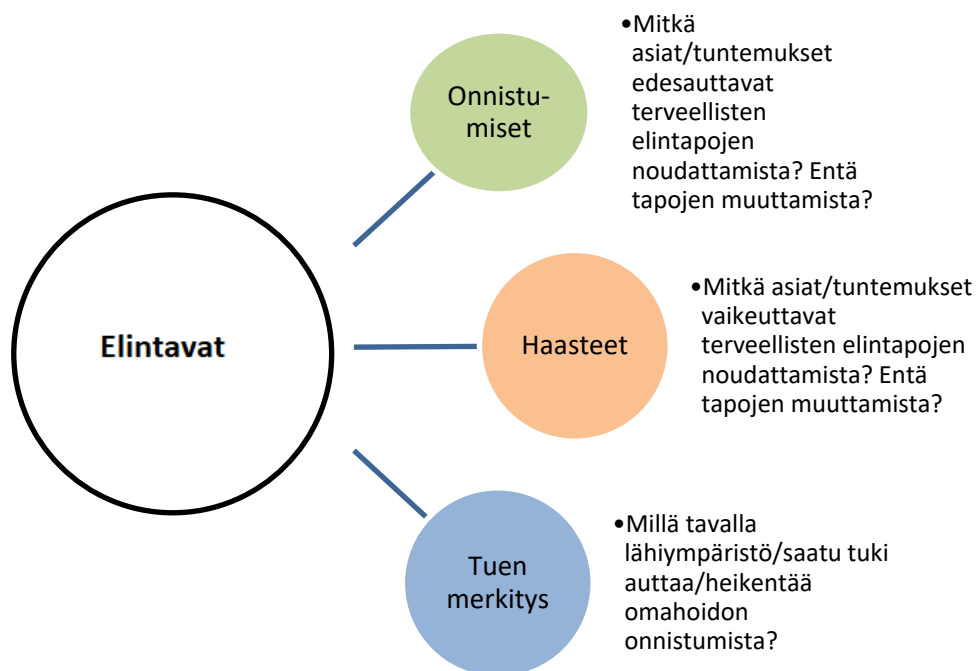 Elintavat
Onnistu-
miset
•Mitkä
asiat/tuntemukset
edesauttavat
terveellisten
elintapojen
noudattamista? Entä
tapojen muuttamista?
Haasteet
•Mitkä asiat/tuntemukset
vaikeuttavat
terveellisten elintapojen
noudattamista? Entä
tapojen muuttamista?
Tuen
merkitys
•Millä tavalla
lähiympäristö/saatu tuki
auttaa/heikentää
omahoidon
onnistumista?